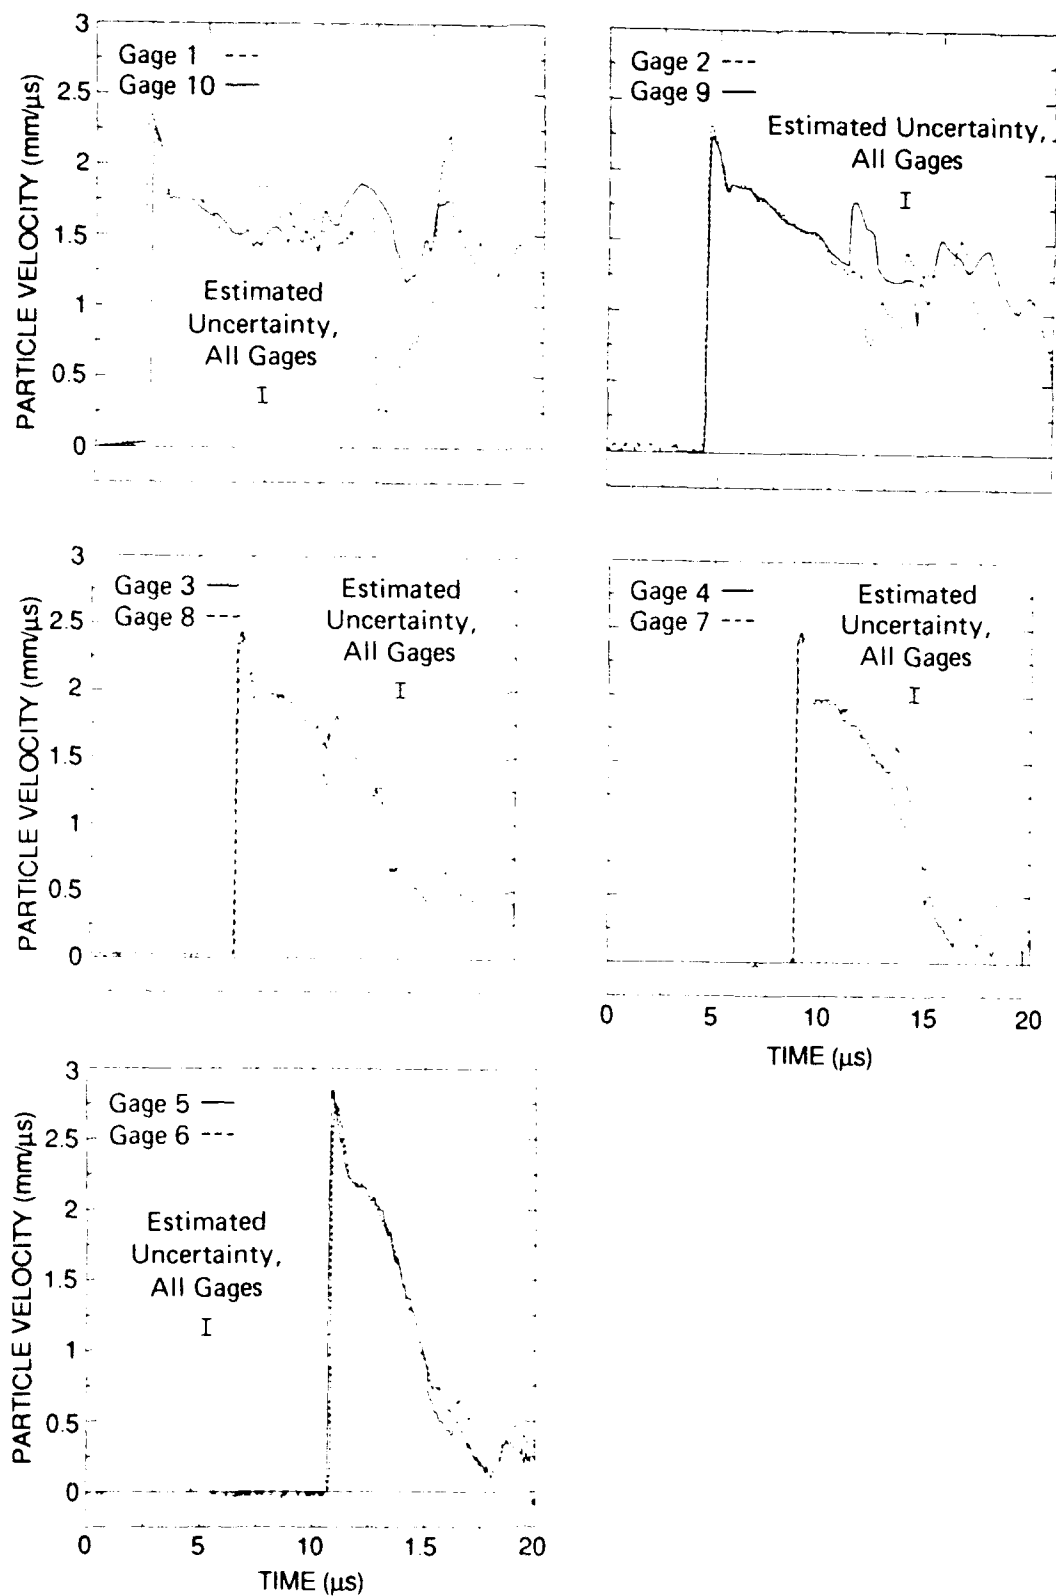 3
2.5
2
1.5
1
0.5
0
PARTICLE VELOCITY (mm/µs)
Gage 1
Gage 10
Estimated
Uncertainty,
All Gages
Gage 2
Gage 9
Estimated Uncertainty,
All Gages
3
2.5
2
1.5
1
0.5
0
PARTICLE VELOCITY (mm/µs)
Gage 3
Gage 8
Estimated
Uncertainty,
All Gages
Gage 4
Gage 7
Estimated
Uncertainty,
All Gages
0 5 10 15 20
TIME (µs)
3
2.5
2
1.5
1
0.5
0
PARTICLE VELOCITY (mm/µs)
Gage 5
Gage 6
Estimated
Uncertainty,
All Gages
0 5 10 15 20
TIME (µs)